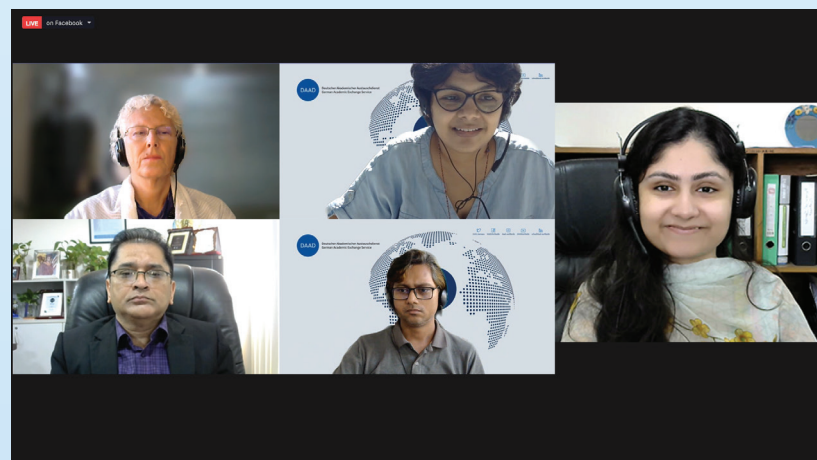 LIVE on Facebook
DAAD
Deutscher Akademischer Austauschdienst
German Academic Exchange Service
DAAD
Deutscher Akademischer Austauschdienst
German Academic Exchange Service